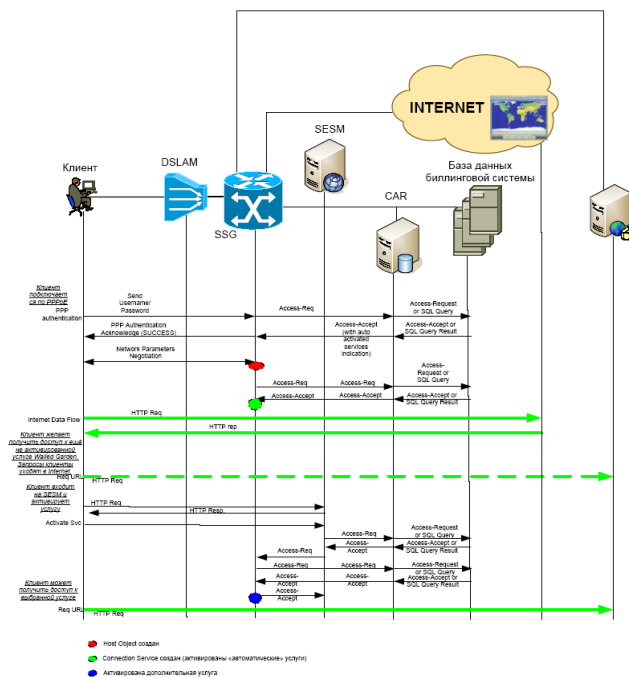 INTERNET
SESM
DSLAM
Клиент
База данных
биллинговой системы
CAR
SSG
Клиент
подключает
ся по PPPoE
PPP
authentication
Send
Username/
Password
Access-Req
Access-Request
or SQL Query
PPP Authentication
Acknowledge (SUCCESS)
Access-Accept
(with auto
activated
services
indication)
Access-Accept or
SQL Query Result
Network Parameters
Negotiation
Access-
Request or
SQL Query
Access-Req
Access-Req
Access-Accept
Access-Accept
Access-Accept or
SQL Query Result
Internet Data Flow
HTTP Req
HTTP rep
Клиент желает
получить доступ к ещё
не активированной
услуге Walled Garden.
Запросы клиенты
уходят в Internet
Req URL
HTTP Req
Клиент входит
на SESM и
активирует
услугу
HTTP Req
HTTP Resp.
Activate Svc
Access-Req
Access-Request
or SQL Query
Access-Req
Access-
Accept
Access-Accept or
SQL Query Result
Access-Req
Access-Req
Access-Request
or SQL Query
Access-
Accept
Access-
Accept
Access-Accept or
SQL Query Result
Access-
Accept
Клиент может
получить доступ к
выбранной услуге
Req URL
HTTP Req
Host Object создан
Connection Service создан (активированы «автоматические» услуги)
Активирована дополнительная услуга